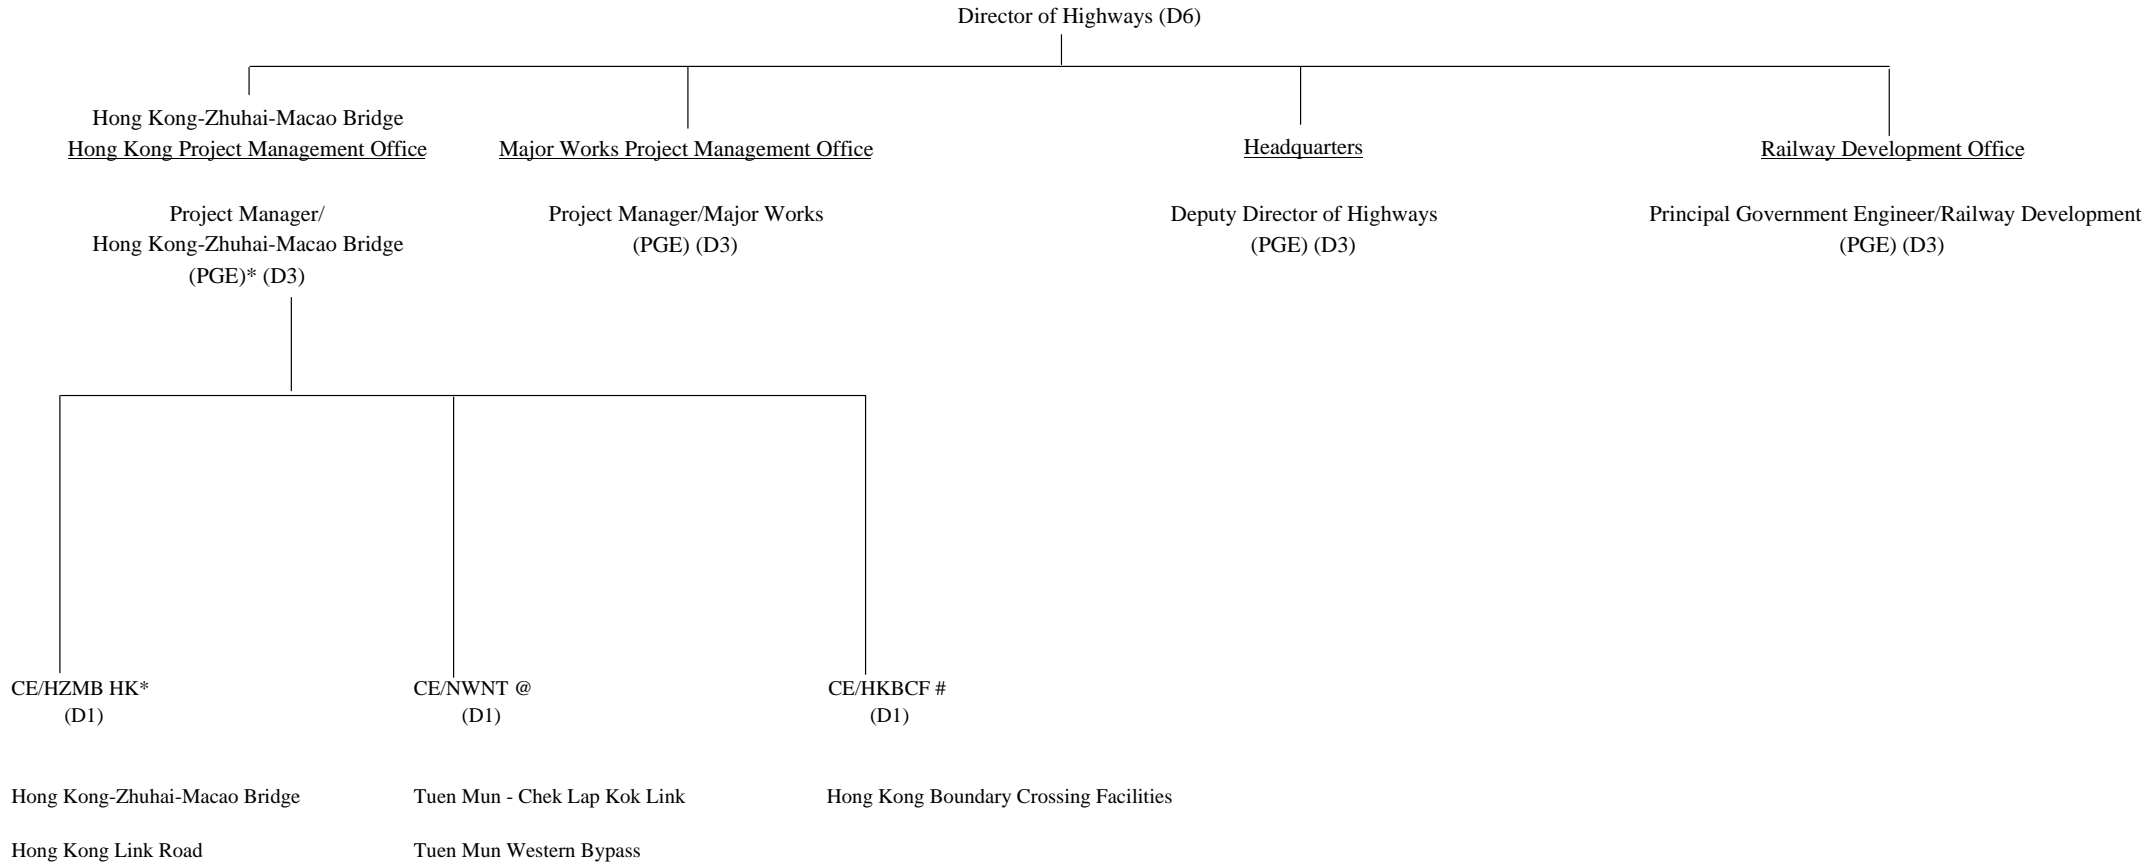 Director of Highways (D6)
Hong Kong-Zhuhai-Macao Bridge
Hong Kong Project Management Office
Project Manager/
Hong Kong-Zhuhai-Macao Bridge
(PGE)* (D3)
Major Works Project Management Office
Project Manager/Major Works
(PGE) (D3)
Headquarters
Deputy Director of Highways
(PGE) (D3)
Railway Development Office
Principal Government Engineer/Railway Development
(PGE) (D3)
CE/HZMB HK*
(D1)
Hong Kong-Zhuhai-Macao Bridge
Hong Kong Link Road
CE/NWNT @
(D1)
Tuen Mun - Chek Lap Kok Link
Tuen Mun Western Bypass
CE/HKBCF #
(D1)
Hong Kong Boundary Crossing Facilities